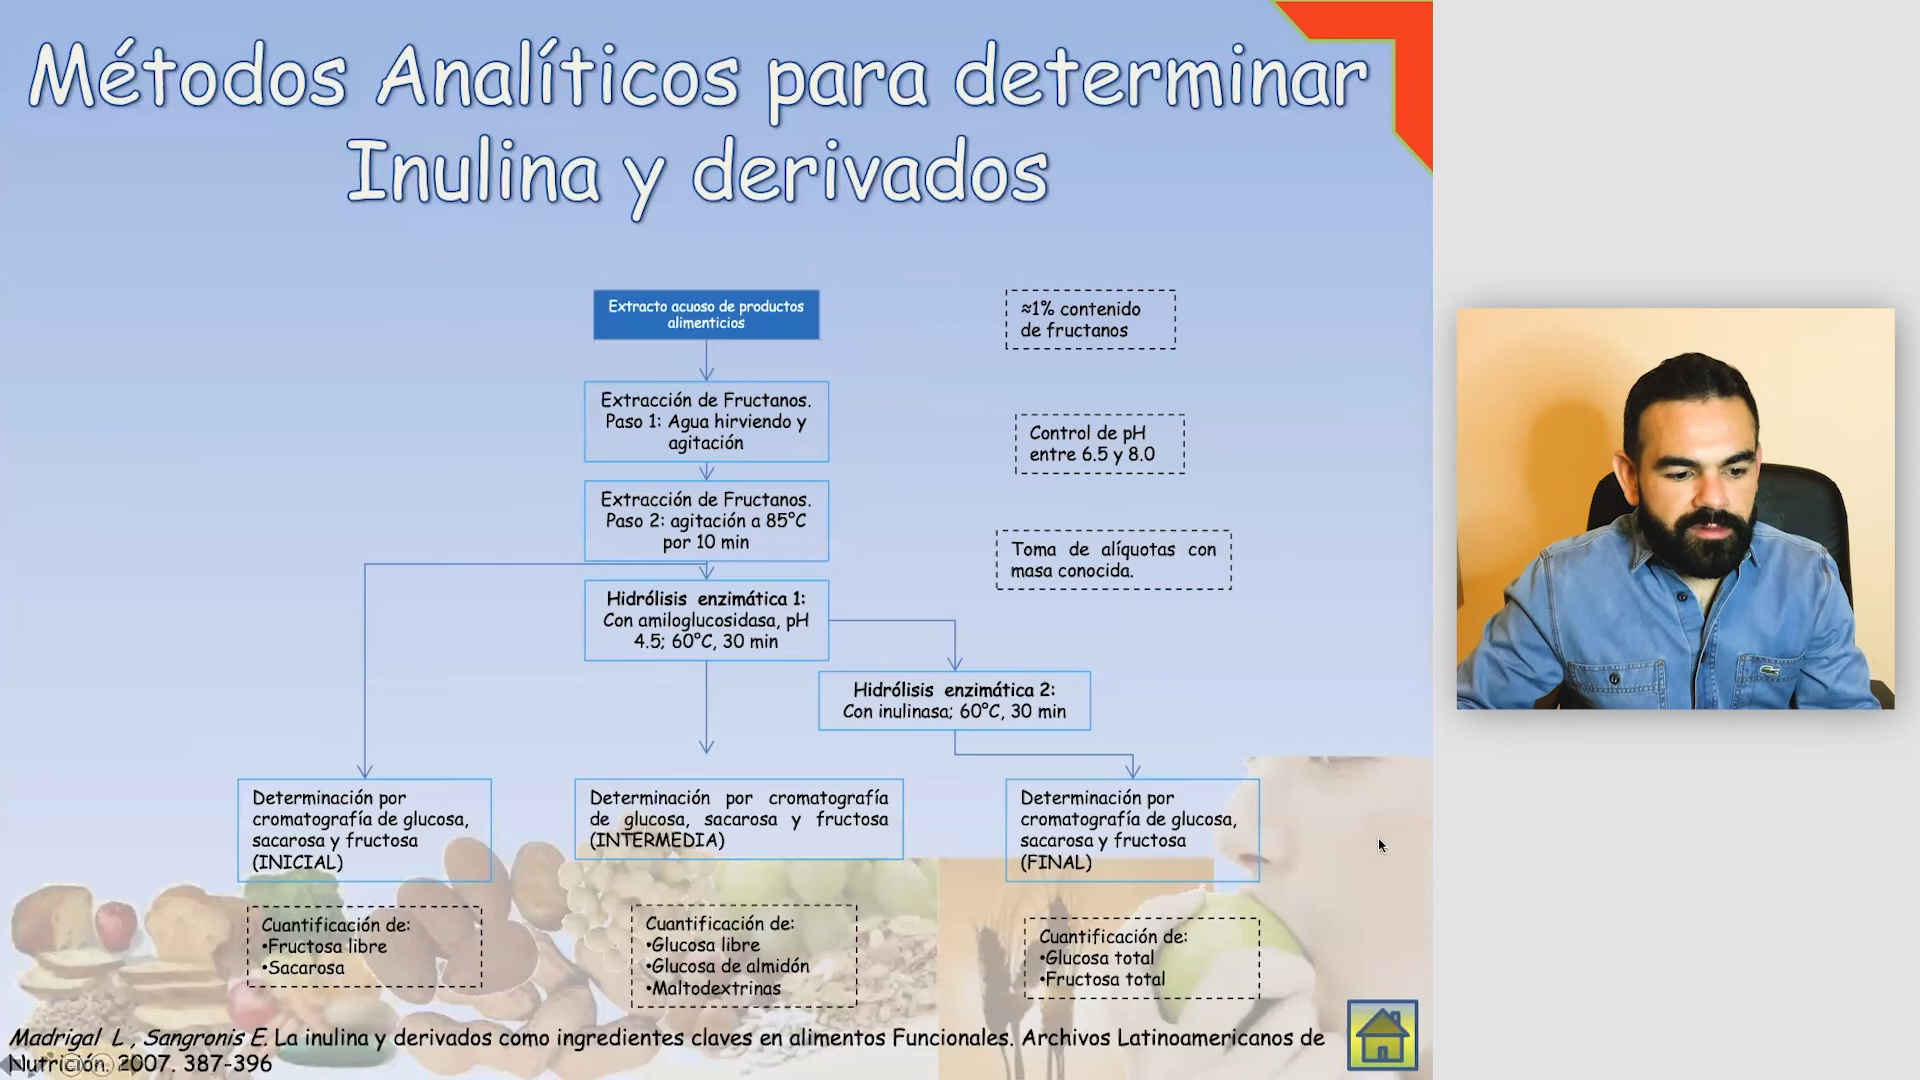 Métodos Analíticos para determinar
Inulina y derivados
Extracto acuoso de productos
alimenticios
≈1% contenido
de fructanos
Extracción de Fructanos.
Paso 1: Agua hirviendo y
agitación
Control de pH
entre 6.5 y 8.0
Extracción de Fructanos.
Paso 2: agitación a 85°C
por 10 min
Toma de alíquotas con
masa conocida.
Hidrólisis enzimática 1:
Con amiloglucosidasa, pH
4.5; 60°C, 30 min
Hidrólisis enzimática 2:
Con inulinasa; 60°C, 30 min
Determinación por
cromatografía de glucosa,
sacarosa y fructosa
(INICIAL)
Determinación por cromatografía
de glucosa, sacarosa y fructosa
(INTERMEDIA)
Determinación por
cromatografía de glucosa,
sacarosa y fructosa
(FINAL)
Cuantificación de:
•Fructosa libre
•Sacarosa
Cuantificación de:
•Glucosa libre
•Glucosa de almidón
•Maltodextrinas
Cuantificación de:
•Glucosa total
•Fructosa total
Madrigal L , Sangronis E. La inulina y derivados como ingredientes claves en alimentos Funcionales. Archivos Latinoamericanos de
Nutrición. 2007. 387-396